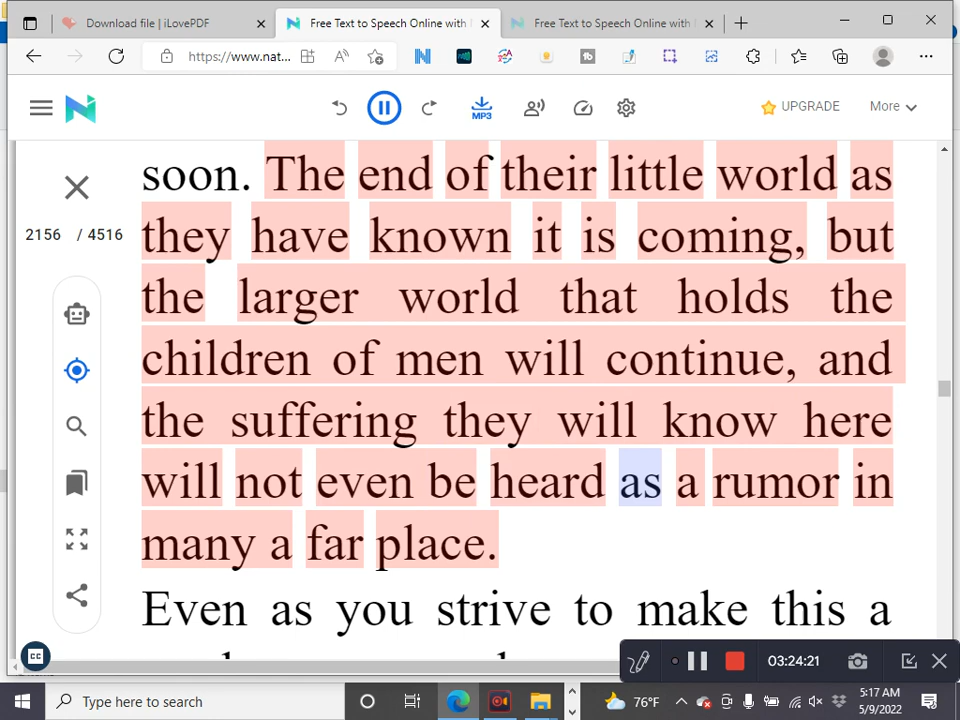 Download file | iLovePDF
Free Text to Speech Online with
Free Text to Speech Online with
https://www.nat...
MP3
UPGRADE
More
2156 / 4516
soon. The end of their little world as
they have known it is coming, but
the larger world that holds the
children of men will continue, and
the suffering they will know here
will not even be heard as a rumor in
many a far place.
Even as you strive to make this a
CC
03:24:21
Type here to search
76°F
5:17 AM
5/9/2022